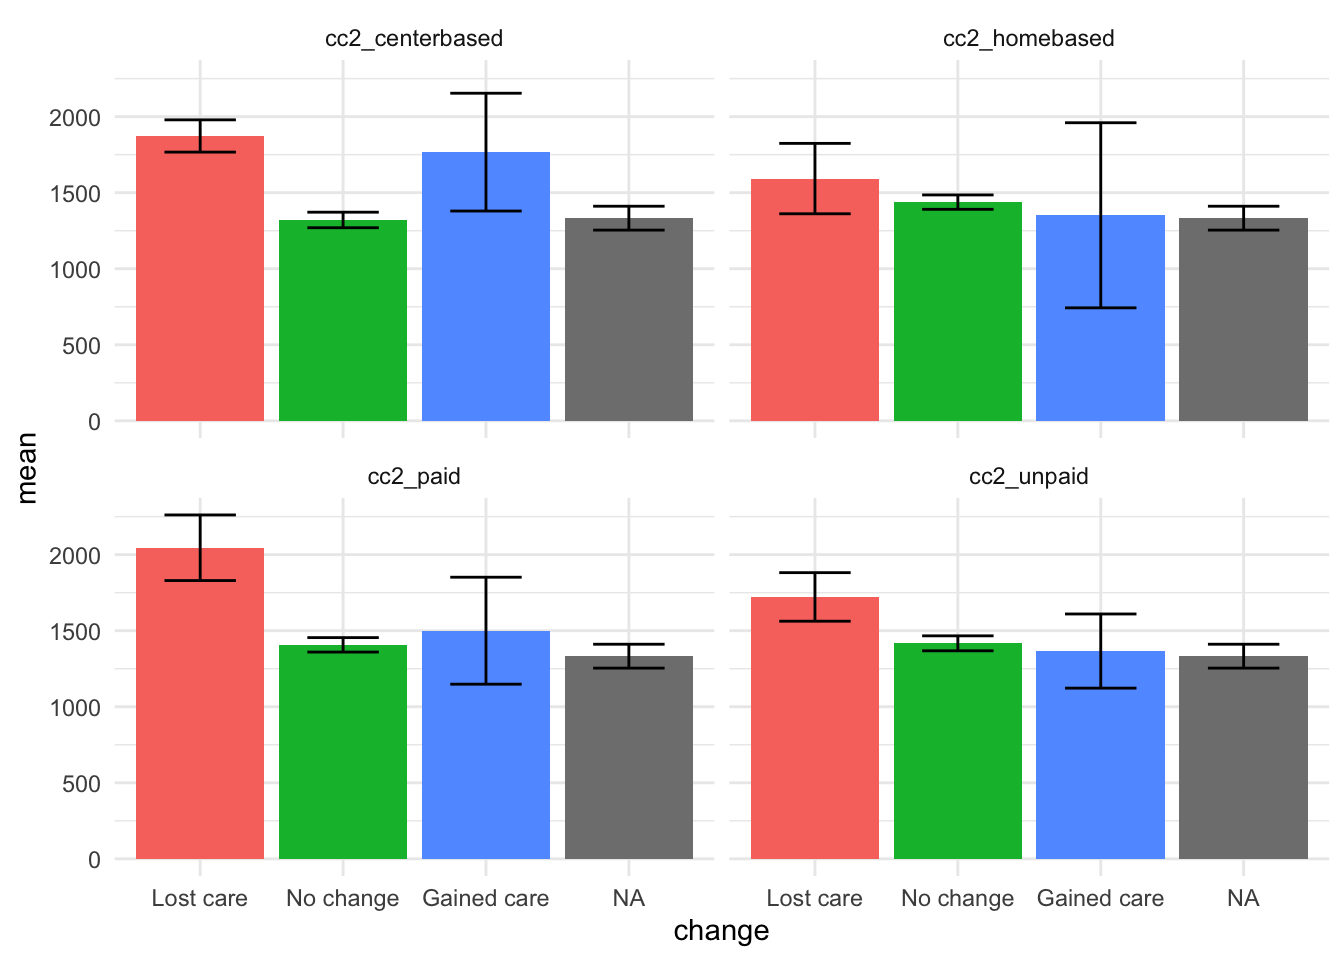 cc2_centerbased cc2_homebased
2000
1500
1000
500
0
mean
cc2_paid cc2_unpaid
2000
1500
1000
500
0
Lost care No change Gained care NA Lost care No change Gained care NA
change